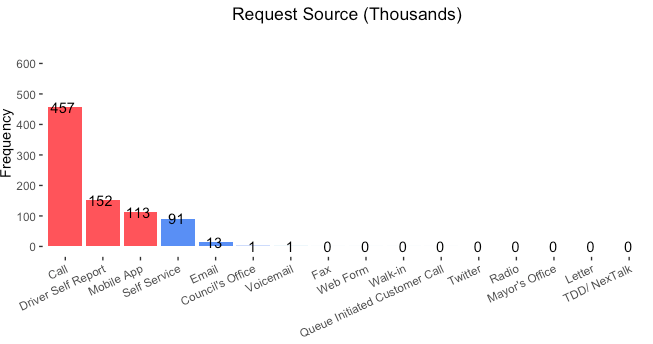 Request Source (Thousands)
Frequency
600
500
400
300
200
100
0
457
152
113
91
13
1
1
0
0
0
0
0
0
0
0
0
Call
Driver Self Report
Mobile App
Self Service
Email
Council's Office
Voicemail
Fax
Web Form
Walk-in
Queue Initiated Customer Call
Twitter
Radio
Mayor's Office
Letter
TDD/ NexTalk